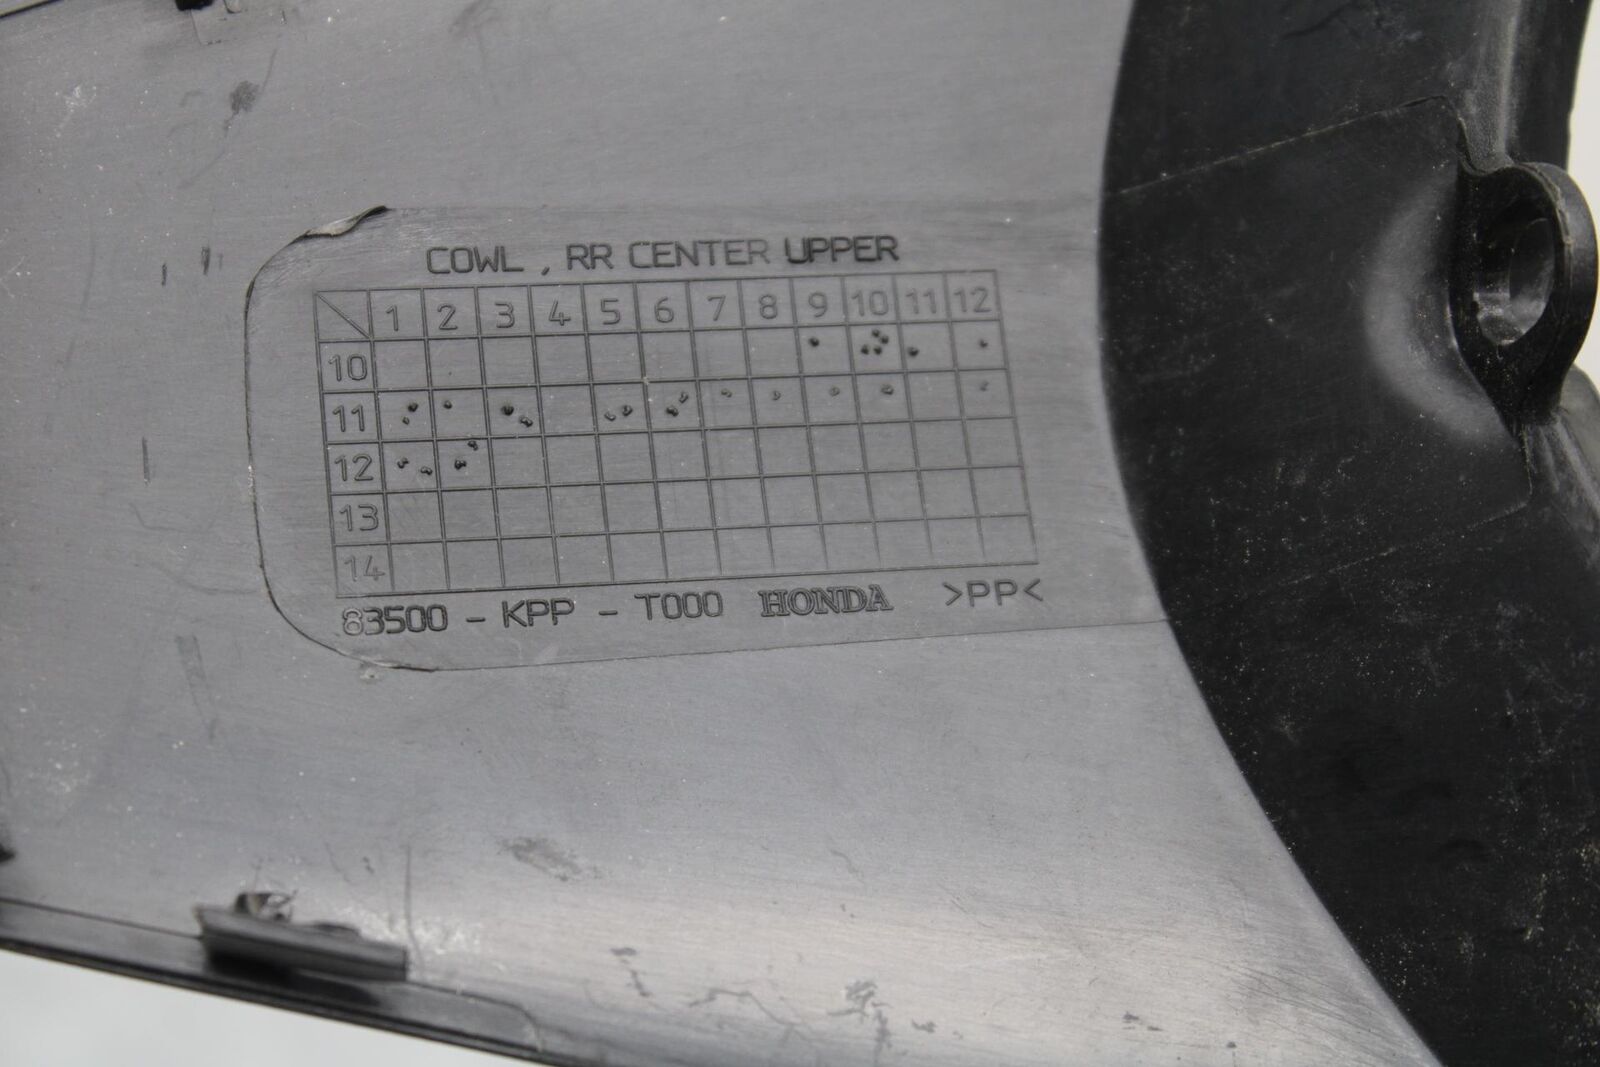 COWL , RR CENTER UPPER
1 2 3 4 5 6 7 8 9 10 11 12
10
11
12
13
14
83500 - KPP - T000 HONDA >PP<